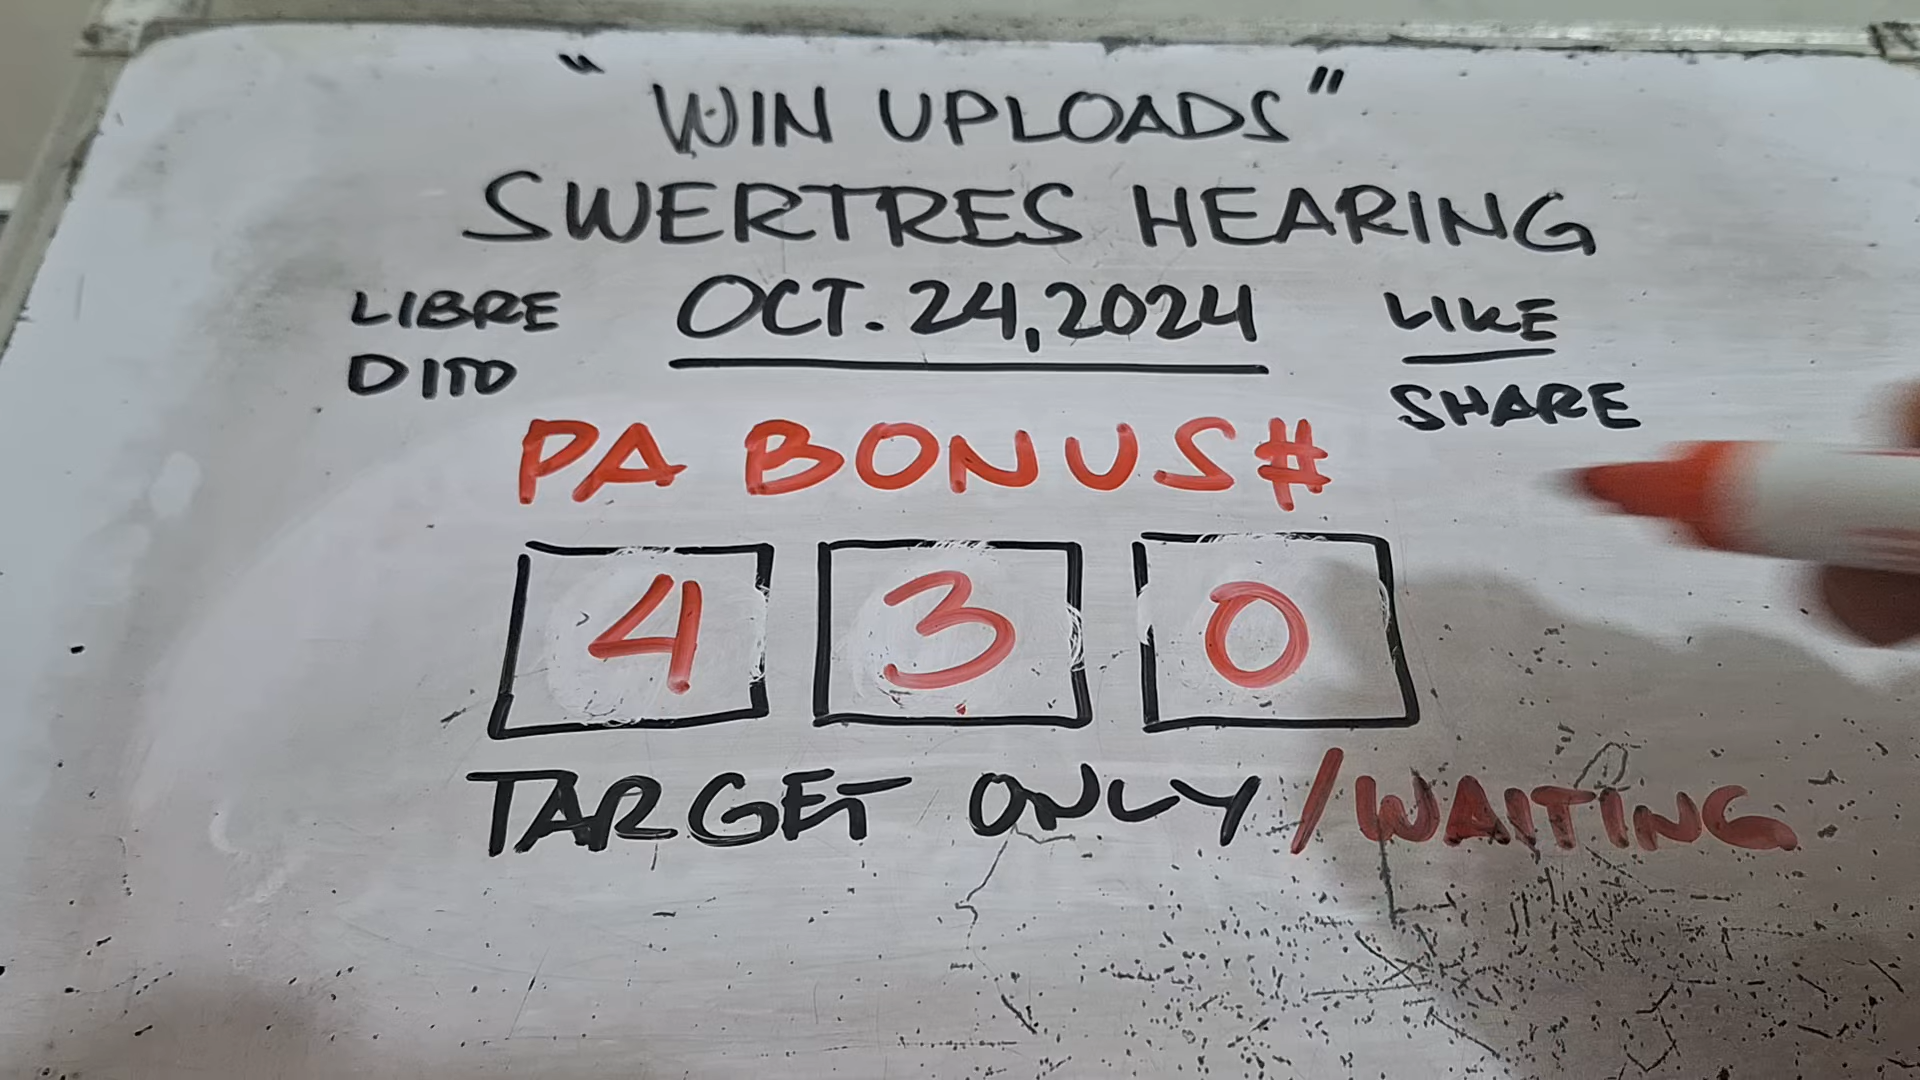 "WIN UPLOADS"
SWERTRES HEARING
LIBRE DITO
OCT. 24, 2024
LIKE
SHARE
PA BONUS#
4 3 0
TARGET ONLY /WAITING